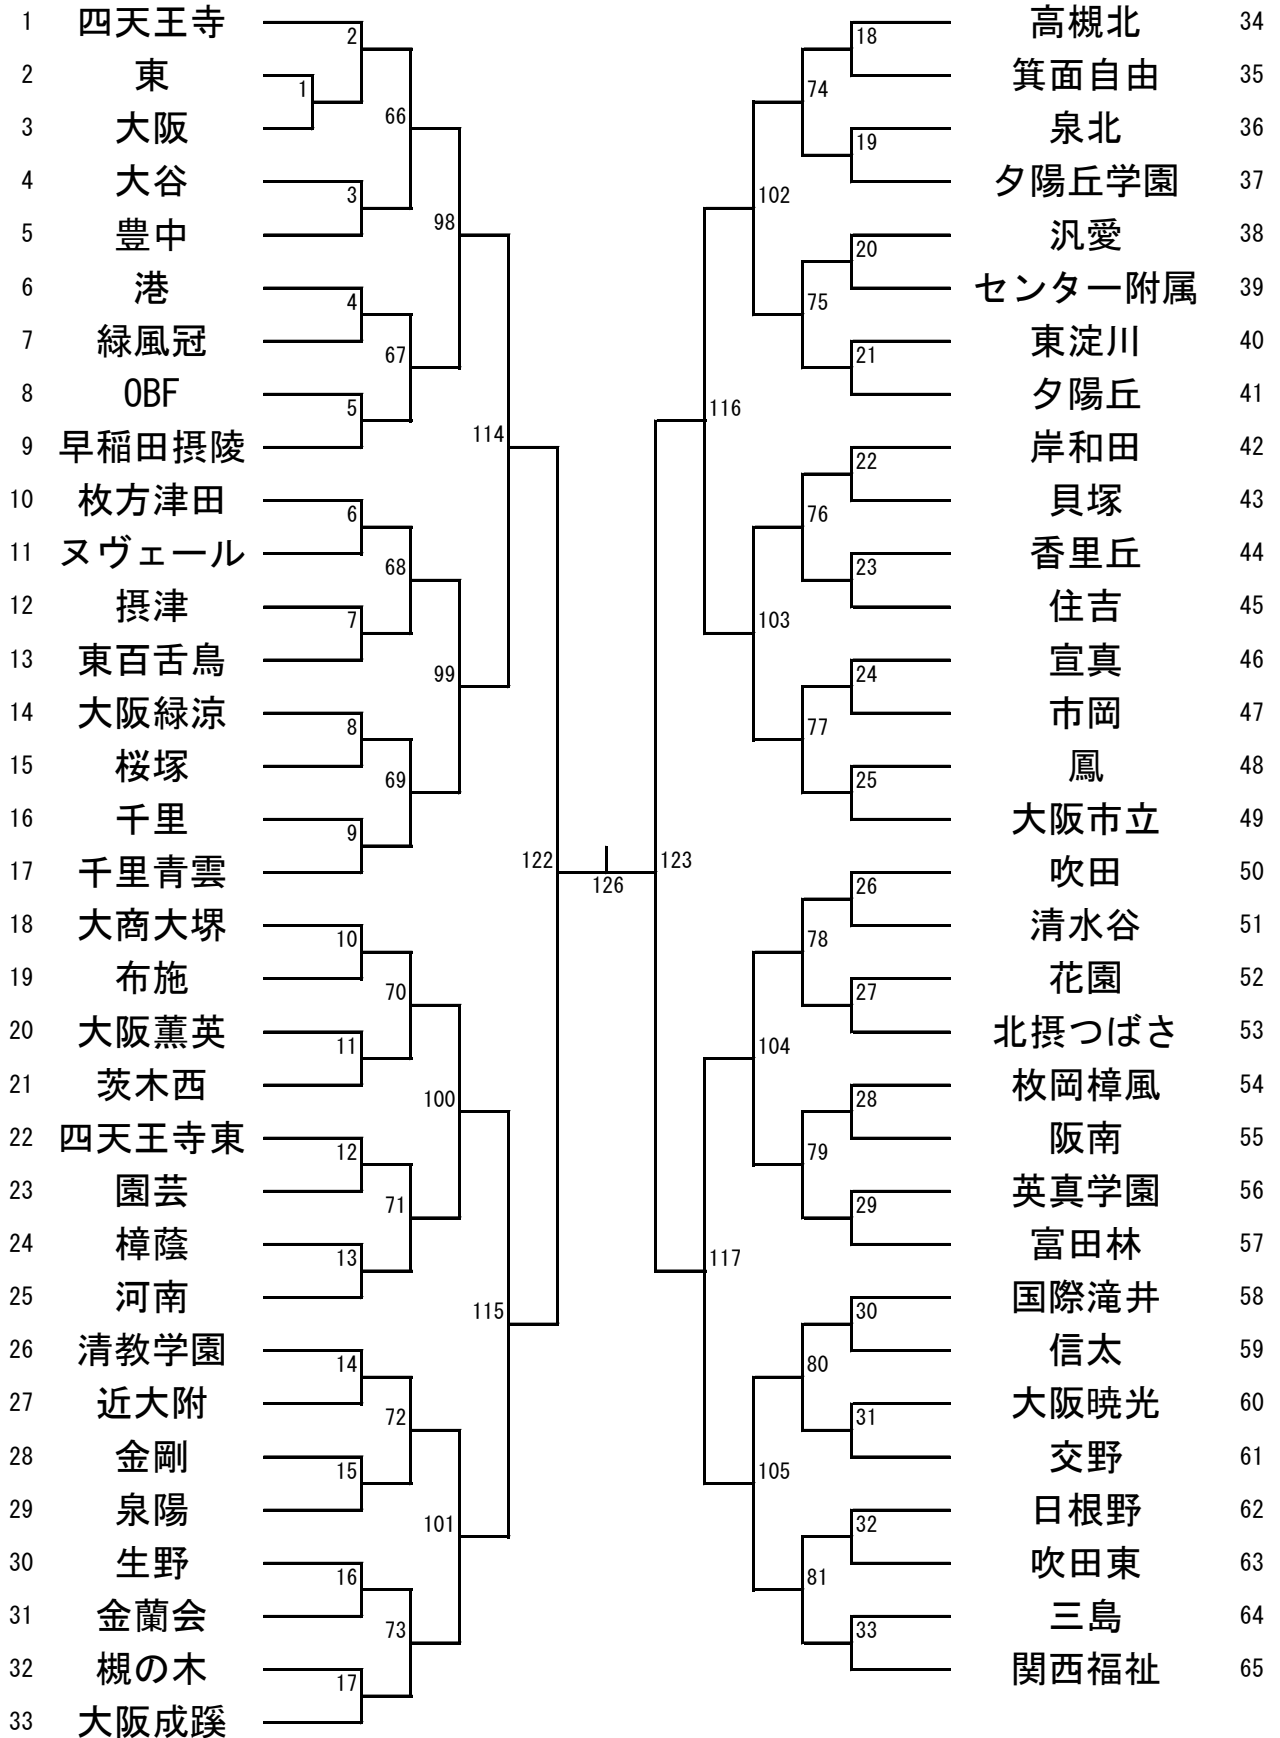 1 四天王寺
2 東
3 大阪
4 大谷
5 豊中
6 港
7 緑風冠
8 OBF
9 早稲田摂陵
10 枚方津田
11 ヌヴェール
12 摂津
13 東百舌鳥
14 大阪緑涼
15 桜塚
16 千里
17 千里青雲
18 大商大堺
19 布施
20 大阪薫英
21 茨木西
22 四天王寺東
23 園芸
24 樟蔭
25 河南
26 清教学園
27 近大附
28 金剛
29 泉陽
30 生野
31 金蘭会
32 槻の木
33 大阪成蹊
2
1
66
3
98
4
67
5
114
6
68
7
99
8
69
9
122
10
70
11
100
12
71
13
115
14
72
15
101
16
73
17
126
123
18
74
19
102
20
75
21
116
22
76
23
103
24
77
25
26
78
27
104
28
79
29
117
30
80
31
105
32
81
33
高槻北 34
箕面自由 35
泉北 36
夕陽丘学園 37
汎愛 38
センター附属 39
東淀川 40
夕陽丘 41
岸和田 42
貝塚 43
香里丘 44
住吉 45
宣真 46
市岡 47
鳳 48
大阪市立 49
吹田 50
清水谷 51
花園 52
北摂つばさ 53
枚岡樟風 54
阪南 55
英真学園 56
富田林 57
国際滝井 58
信太 59
大阪暁光 60
交野 61
日根野 62
吹田東 63
三島 64
関西福祉 65